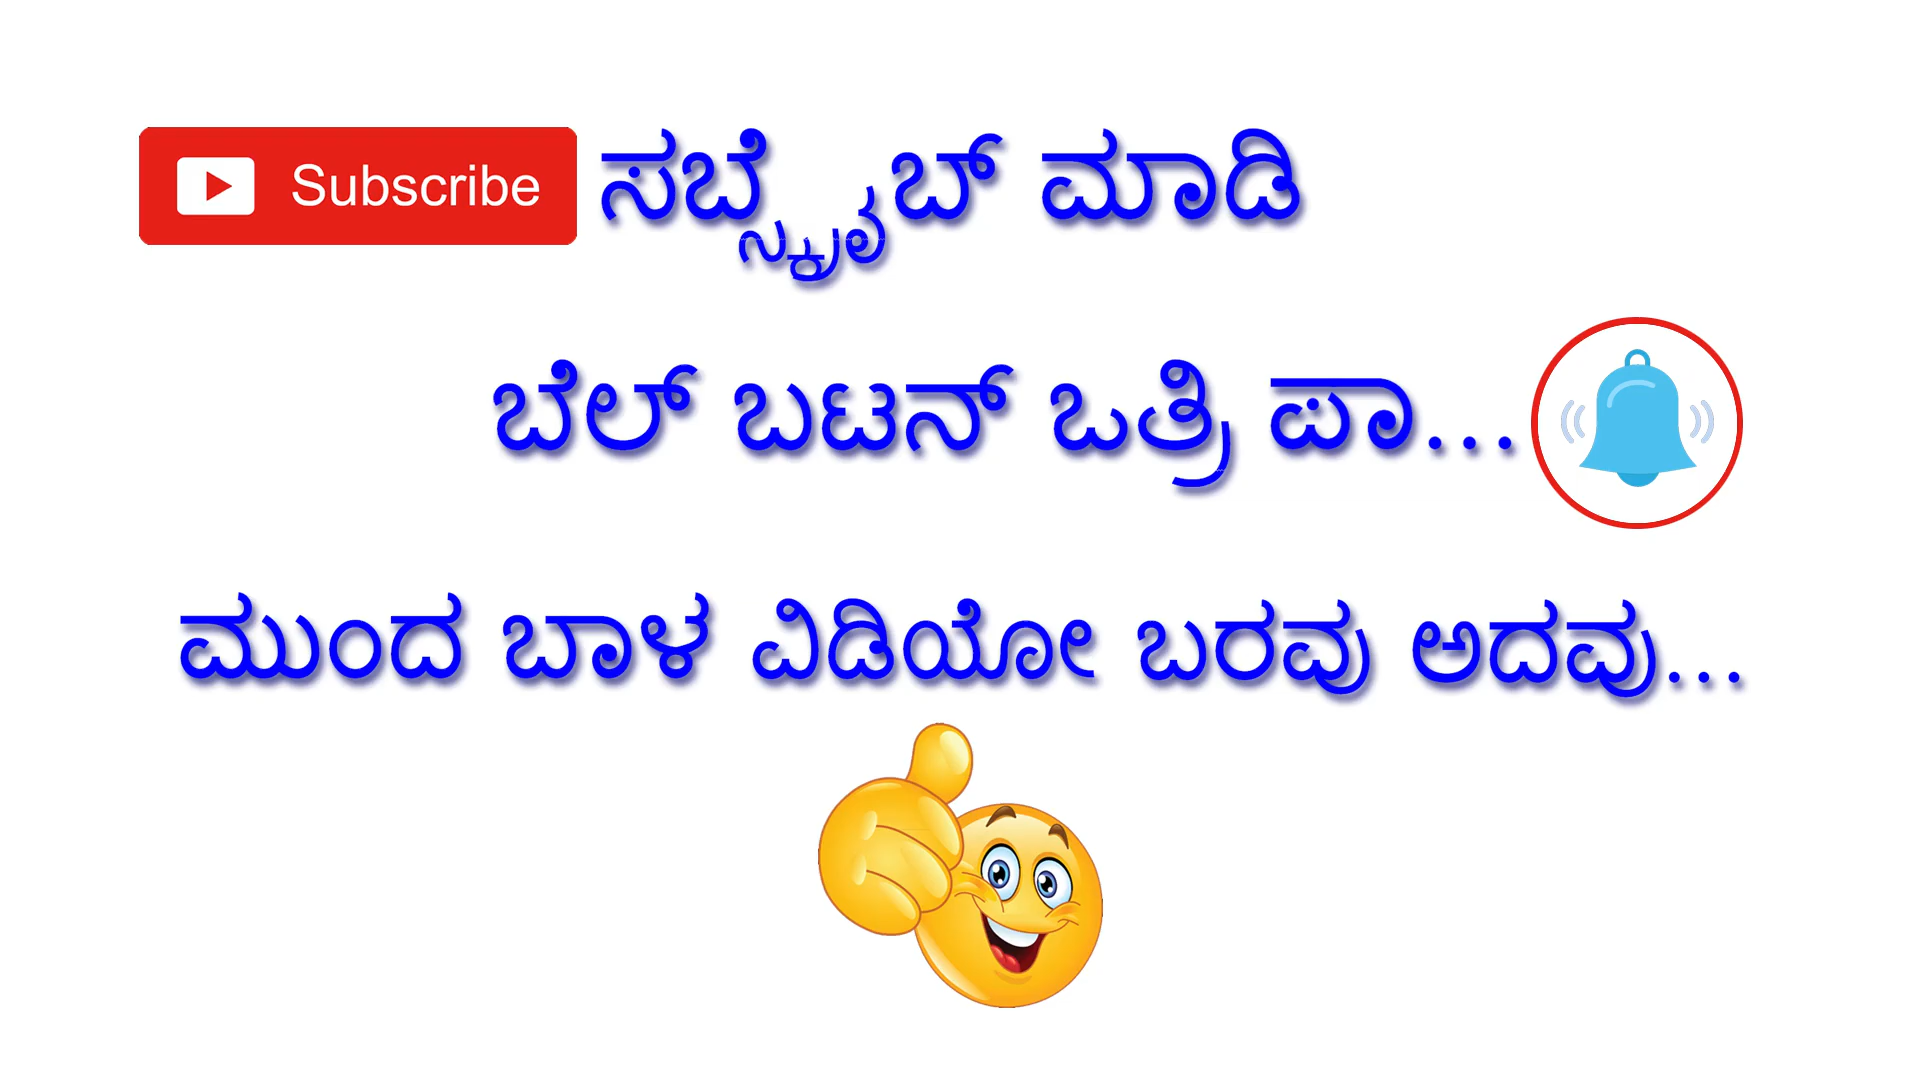 Subscribe ಸಬ್ಸ್ಕ್ರೈಬ್ ಮಾಡಿ
ಬೆಲ್ ಬಟನ್ ಒತ್ರಿ ಪಾ...
ಮುಂದ ಬಾಳ ವಿಡಿಯೋ ಬರವು ಅದವು...